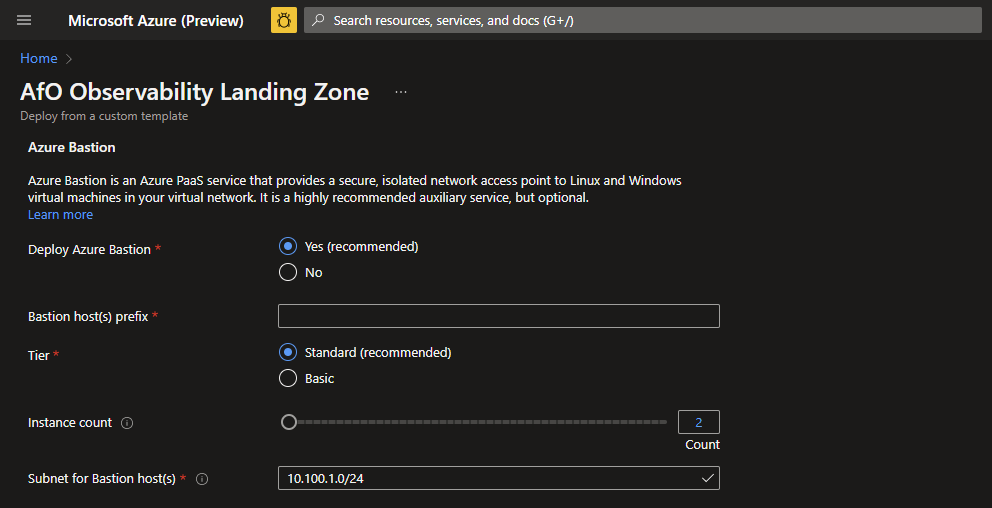 Microsoft Azure (Preview)
Search resources, services, and docs (G+/)
Home
AfO Observability Landing Zone
...
Deploy from a custom template
Azure Bastion
Azure Bastion is an Azure PaaS service that provides a secure, isolated network access point to Linux and Windows
virtual machines in your virtual network. It is a highly recommended auxiliary service, but optional.
Learn more
Deploy Azure Bastion *
Yes (recommended)
No
Bastion host(s) prefix *
Tier *
Standard (recommended)
Basic
Instance count
2
Count
Subnet for Bastion host(s) *
10.100.1.0/24